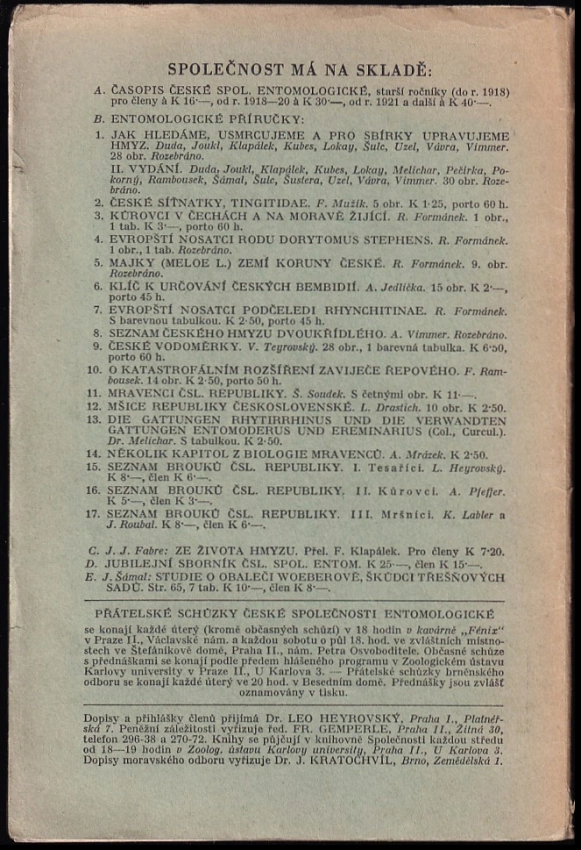 SPOLEČNOST MÁ NA SKLADĚ:
A. ČASOPIS ČESKÉ SPOL. ENTOMOLOGICKÉ, starší ročníky (do r. 1918)
pro členy à K 16·—, od r. 1918—20 à K 30·—, od r. 1921 a další à K 40·—.
B. ENTOMOLOGICKÉ PŘÍRUČKY:
1. JAK HLEDÁME, USMRCUJEME A PRO SBÍRKY UPRAVUJEME
HMYZ. Duda, Joukl, Klapálek, Kubes, Lokay, Šulc, Uzel, Vávra, Vimmer.
28 obr. Rozebráno.
II. VYDÁNÍ. Duda, Joukl, Klapálek, Kubes, Lokay, Melichar, Pečirka, Po-
korný, Rambousek, Šámal, Šulc, Šustera, Uzel, Vávra, Vimmer. 30 obr. Roze-
bráno.
2. ČESKÉ SÍŤNATKY, TINGITIDAE. F. Mužík. 5 obr. K 1·25, porto 60 h.
3. KŮROVCI V ČECHÁCH A NA MORAVĚ ŽIJÍCÍ. R. Formánek. 1 obr.,
1 tab. K 3·—, porto 60 h.
4. EVROPŠTÍ NOSATCI RODU DORYTOMUS STEPHENS. R. Formánek.
1 obr., 1 tab. Rozebráno.
5. MAJKY (MELOE L.) ZEMÍ KORUNY ČESKÉ. R. Formánek. 9. obr.
Rozebráno.
6. KLÍČ K URČOVÁNÍ ČESKÝCH BEMBIDIÍ. A. Jedlička. 15 obr. K 2·—,
porto 45 h.
7. EVROPŠTÍ NOSATCI PODČELEDI RHYNCHITINAE. R. Formánek.
S barevnou tabulkou. K 2·50, porto 45 h.
8. SEZNAM ČESKÉHO HMYZU DVOUKŘÍDLÉHO. A. Vimmer. Rozebráno.
9. ČESKÉ VODOMĚRKY. V. Teyrovský. 28 obr., 1 barevná tabulka. K 6·50,
porto 60 h.
10. O KATASTROFÁLNÍM ROZŠÍŘENÍ ZAVIJEČE ŘEPOVÉHO. F. Ram-
bousek. 14 obr. K 2·50, porto 50 h.
11. MRAVENCI ČSL. REPUBLIKY. Š. Soudek. S četnými obr. K 11·—.
12. MŠICE REPUBLIKY ČESKOSLOVENSKÉ. L. Drastich. 10 obr. K 2·50.
13. DIE GATTUNGEN RHYTIRRHINUS UND DIE VERWANDTEN
GATTUNGEN ENTOMODERUS UND EREMINARIUS (Col., Curcul.).
Dr. Melichar. S tabulkou. K 2·50.
14. NĚKOLIK KAPITOL Z BIOLOGIE MRAVENCŮ. A. Mrázek. K 2·50.
15. SEZNAM BROUKŮ ČSL. REPUBLIKY. I. Tesaříci. L. Heyrovský.
K 8·—, člen K 6·—.
16. SEZNAM BROUKŮ ČSL. REPUBLIKY. II. Kůrovci. A. Pfeffer.
K 5·—, člen K 3·—.
17. SEZNAM BROUKŮ ČSL. REPUBLIKY. III. Mršníci. K. Labler a
J. Roubal. K 8·—, člen K 6·—.
C. J. J. Fabre: ZE ŽIVOTA HMYZU. Přel. F. Klapálek. Pro členy K 7·20.
D. JUBILEJNÍ SBORNÍK ČSL. SPOL. ENTOM. K 25·—, člen K 15·—.
E. J. Šámal: STUDIE O OBALEČI WOEBEROVĚ, ŠKŮDCI TŘEŠŇOVÝCH
SADŮ. Str. 65, 7 tab. K 10·—, člen K 8·—.
PŘÁTELSKÉ SCHŮZKY ČESKÉ SPOLEČNOSTI ENTOMOLOGICKÉ
se konají každé úterý (kromě občasných schůzí) v 18 hodin v kavárně „Fénix“
v Praze II., Václavské nám. a každou sobotu o půl 18. hod. ve zvláštních místno-
stech ve Štefánikově domě, Praha II., nám. Petra Osvoboditele. Občasné schůze
s přednáškami se konají podle předem hlášeného programu v Zoologickém ústavu
Karlovy university v Praze II., U Karlova 3. — Přátelské schůzky brněnského
odboru se konají každé úterý ve 20 hod. v Besedním domě. Přednášky jsou zvlášť
oznamovány v tisku.
Dopisy a přihlášky členů přijímá Dr. LEO HEYROVSKÝ, Praha I., Platnéř-
ská 7. Peněžní záležitosti vyřizuje řed. FR. GEMPERLE, Praha II., Žitná 30,
telefon 296-38 a 270-72. Knihy se půjčují v knihovně Společnosti každou středu
od 18—19 hodin v Zoolog. ústavu Karlovy university, Praha II., U Karlova 3.
Dopisy moravského odboru vyřizuje Dr. J. KRATOCHVÍL, Brno, Zemědělská 1.